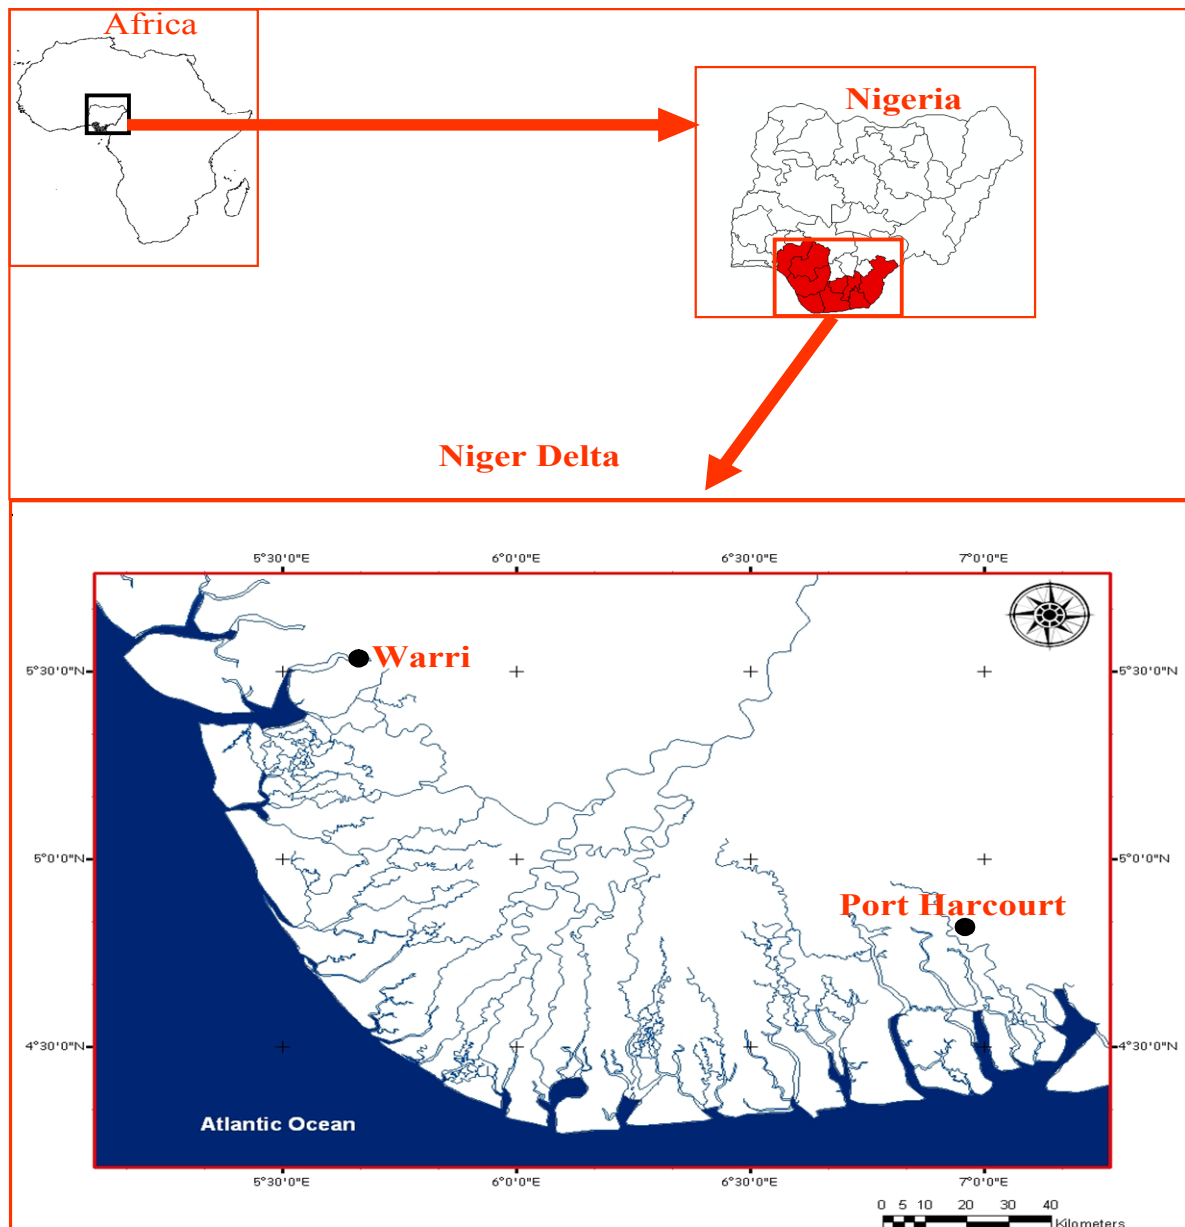 Africa
Nigeria
Niger Delta
5°30'0"E 6°0'0"E 6°30'0"E 7°0'0"E
Warri
5°30'0"N 5°30'0"N
5°0'0"N 5°0'0"N
Port Harcourt
4°30'0"N 4°30'0"N
Atlantic Ocean
5°30'0"E 6°0'0"E 6°30'0"E 7°0'0"E
0 5 10 20 30 40
Kilometers